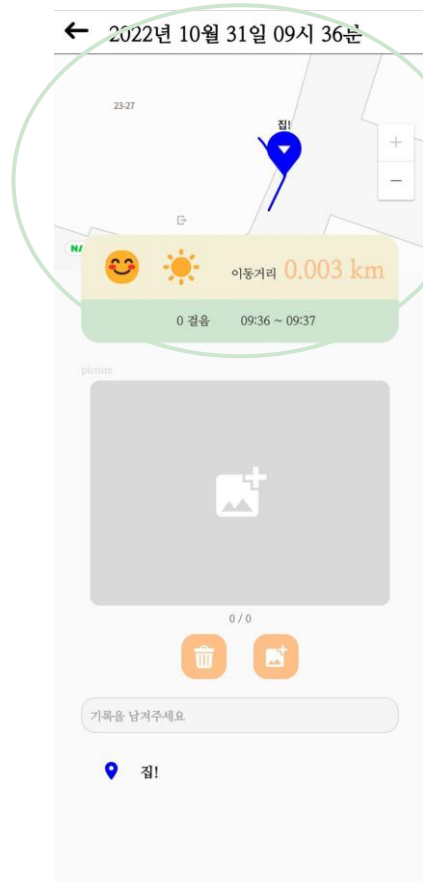 2022년 10월 31일 09시 36분
23-27
집!
+
−
NA
이동거리 0.003 km
0 걸음 09:36 ~ 09:37
picture
0 / 0
기록을 남겨주세요
집!